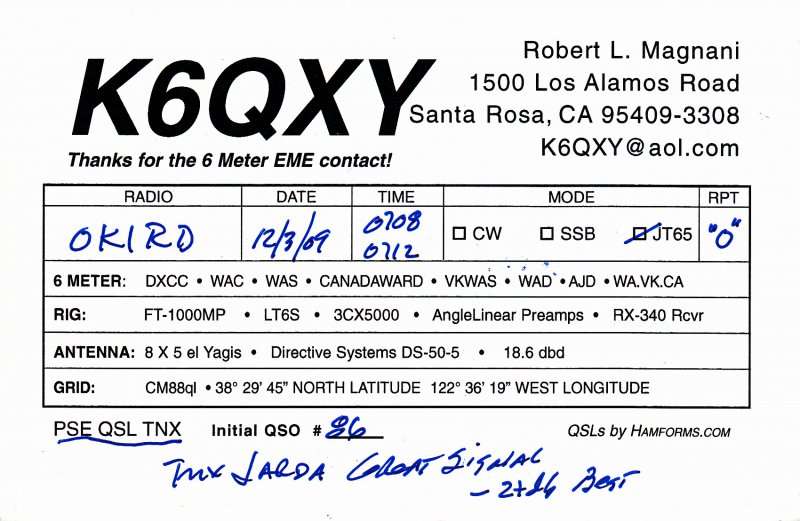 K6QXY
Thanks for the 6 Meter EME contact!
Robert L. Magnani
1500 Los Alamos Road
Santa Rosa, CA 95409-3308
K6QXY@aol.com
RADIO DATE TIME MODE RPT
OK1RD 12/3/09 0708 0712 CW SSB JT65 "O"
6 METER: DXCC • WAC • WAS • CANADAWARD • VKWAS • WAD • AJD • WA.VK.CA
RIG: FT-1000MP • LT6S • 3CX5000 • AngleLinear Preamps • RX-340 Rcvr
ANTENNA: 8 X 5 el Yagis • Directive Systems DS-50-5 • 18.6 dbd
GRID: CM88ql • 38° 29' 45" NORTH LATITUDE 122° 36' 19" WEST LONGITUDE
PSE QSL TNX Initial QSO # 86 QSLs by HAMFORMS.COM
TNX JARDA GREAT SIGNAL
Best